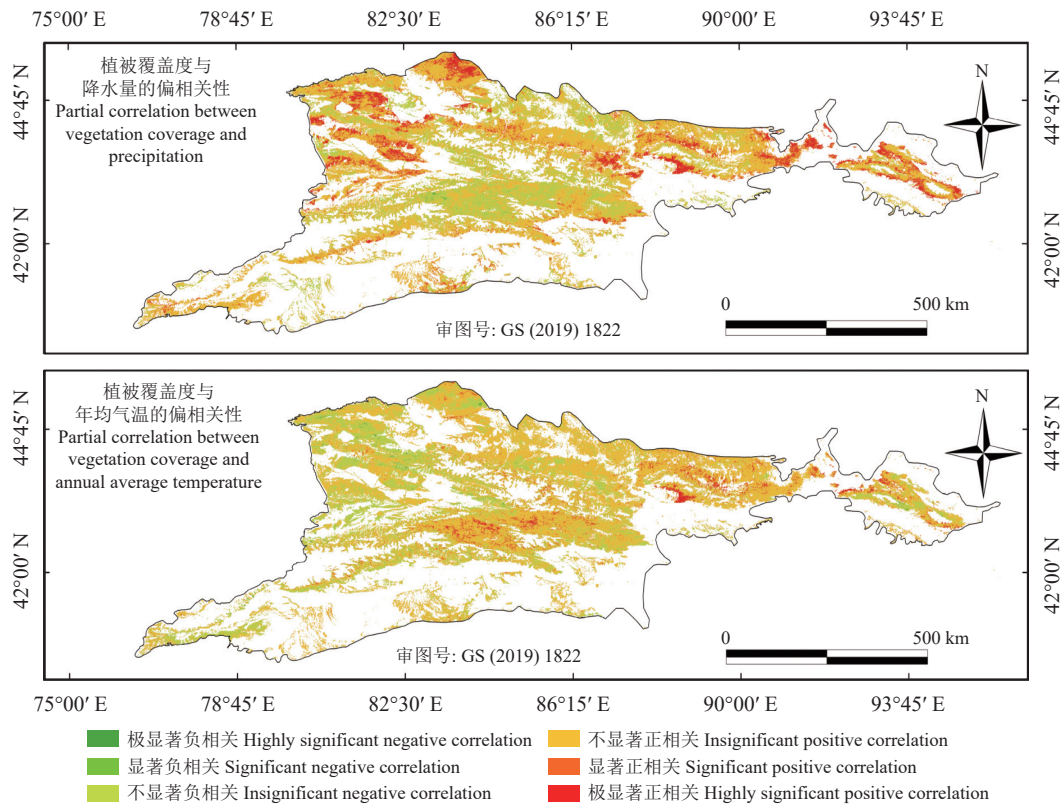 75°00′ E 78°45′ E 82°30′ E 86°15′ E 90°00′ E 93°45′ E
植被覆盖度与
降水量的偏相关性
Partial correlation between
vegetation coverage and
precipitation
N
44°45′ N
44°45′ N
42°00′ N
42°00′ N
0 500 km
审图号: GS (2019) 1822
植被覆盖度与
年均气温的偏相关性
Partial correlation between
vegetation coverage and
annual average temperature
N
44°45′ N
44°45′ N
42°00′ N
42°00′ N
0 500 km
审图号: GS (2019) 1822
75°00′ E 78°45′ E 82°30′ E 86°15′ E 90°00′ E 93°45′ E
极显著负相关 Highly significant negative correlation
显著负相关 Significant negative correlation
不显著负相关 Insignificant negative correlation
不显著正相关 Insignificant positive correlation
显著正相关 Significant positive correlation
极显著正相关 Highly significant positive correlation